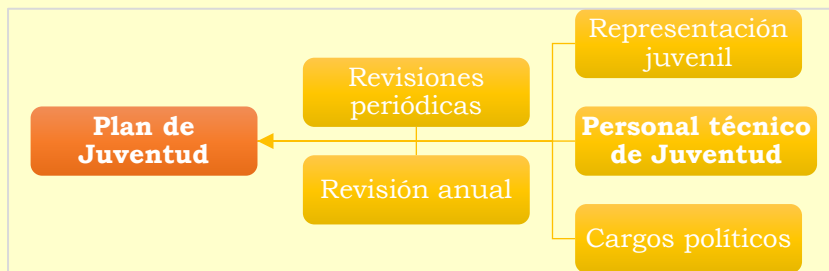 Plan de
Juventud
Revisiones
periódicas
Revisión anual
Representación
juvenil
Personal técnico
de Juventud
Cargos políticos